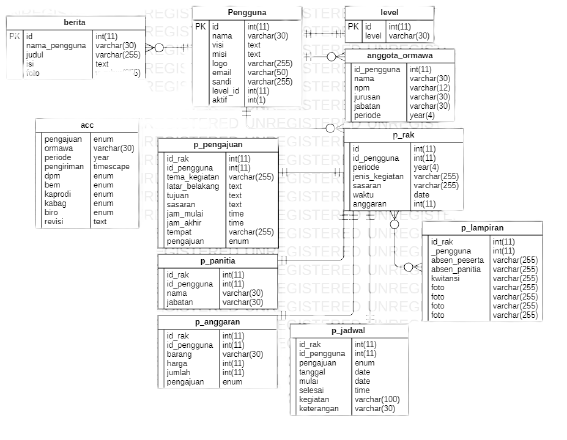 berita
PK id int(11)
nama_pengguna varchar(30)
judul varchar(255)
isi text
foto
Pengguna
PK id int(11)
nama varchar(30)
visi text
misi text
logo varchar(255)
email varchar(50)
sandi varchar(255)
level_id int(11)
aktif int(1)
level
PK id int(11)
level varchar(30)
anggota_ormawa
id_pengguna int(11)
nama varchar(30)
npm varchar(12)
jurusan varchar(30)
jabatan varchar(30)
periode year(4)
acc
pengajuan enum
ormawa varchar(30)
periode year
pengiriman timescape
dpm enum
bem enum
kaprodi enum
kabag enum
biro enum
revisi text
p_pengajuan
id_rak int(11)
id_pengguna int(11)
tema_kegiatan varchar(255)
latar_belakang text
tujuan text
sasaran text
jam_mulai time
jam_akhir time
tempat varchar(255)
pengajuan enum
p_rak
id int(11)
id_pengguna int(11)
periode year(4)
jenis_kegiatan varchar(255)
sasaran varchar(255)
waktu date
anggaran int(11)
p_lampiran
id_rak int(11)
_pengguna int(11)
absen_peserta varchar(255)
absen_panitia varchar(255)
kwitansi varchar(255)
foto varchar(255)
foto varchar(255)
foto varchar(255)
foto varchar(255)
p_panitia
id_rak int(11)
id_pengguna int(11)
nama varchar(30)
jabatan varchar(30)
p_anggaran
id_rak int(11)
id_pengguna int(11)
barang varchar(30)
harga int(11)
jumlah int(11)
pengajuan enum
p_jadwal
id_rak int(11)
id_pengguna int(11)
pengajuan enum
tanggal date
mulai date
selesai time
kegiatan varchar(100)
keterangan varchar(30)